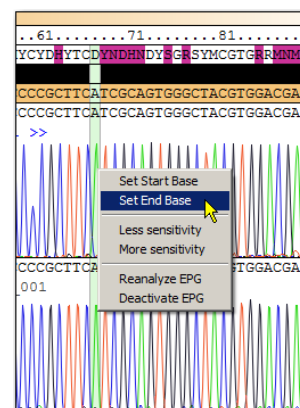 ..61........71........81......
YCYDHYTCDYNDHNDYSGRSYMCGTGRRMNM
CCCGCTTCATCGCAGTGGGCTACGTGGACGA
CCCGCTTCATCGCAGTGGGCTACGTGGACGA
>>
Set Start Base
Set End Base
Less sensitivity
More sensitivity
CCCGCTTCA
TGGACGA
001
Reanalyze EPG
Deactivate EPG